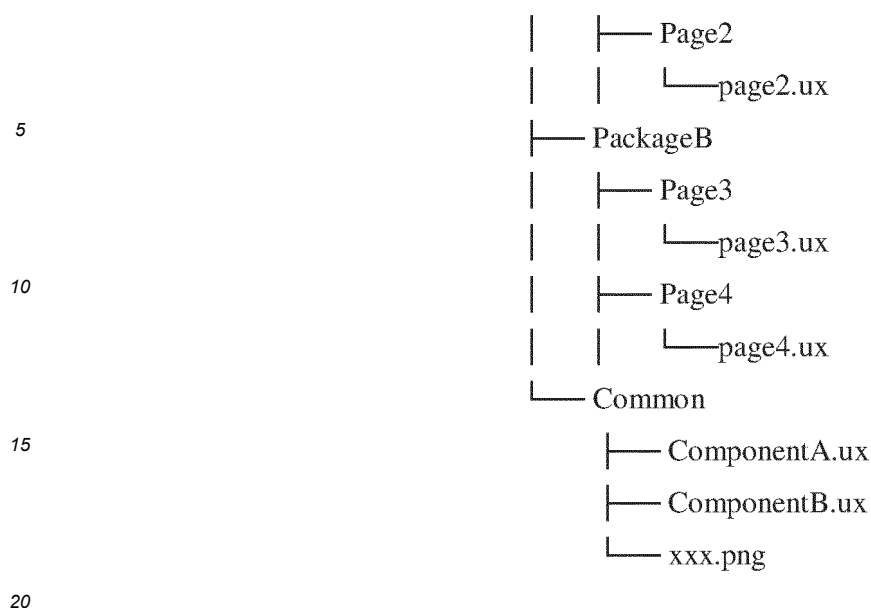 Page2
page2.ux
5
PackageB
Page3
page3.ux
10
Page4
page4.ux
Common
15
ComponentA.ux
ComponentB.ux
xxx.png
20